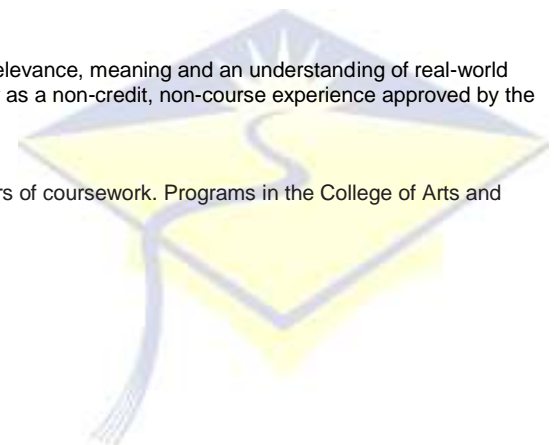 elevance, meaning and an understanding of real-world
as a non-credit, non-course experience approved by the
rs of coursework. Programs in the College of Arts and